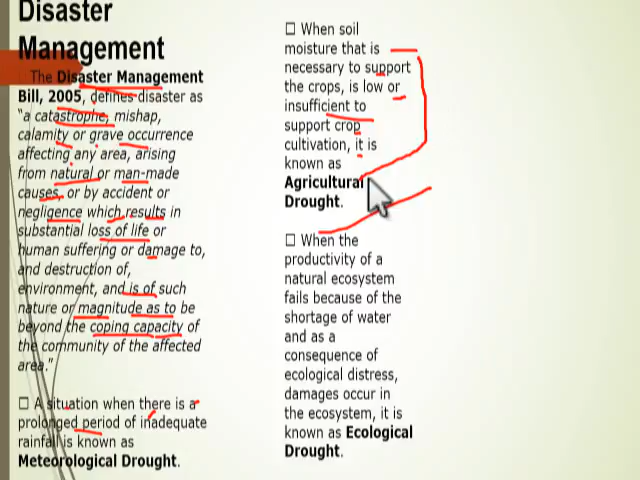 Disaster
Management
The Disaster Management
Bill, 2005, defines disaster as
“a catastrophe, mishap,
calamity or grave occurrence
affecting any area, arising
from natural or man-made
causes, or by accident or
negligence which results in
substantial loss of life or
human suffering or damage to,
and destruction of,
environment, and is of such
nature or magnitude as to be
beyond the coping capacity of
the community of the affected
area.”
☐ A situation when there is a
prolonged period of inadequate
rainfall is known as
Meteorological Drought.
☐ When soil
moisture that is
necessary to support
the crops, is low or
insufficient to
support crop
cultivation, it is
known as
Agricultural
Drought.
☐ When the
productivity of a
natural ecosystem
fails because of the
shortage of water
and as a
consequence of
ecological distress,
damages occur in
the ecosystem, it is
known as Ecological
Drought.